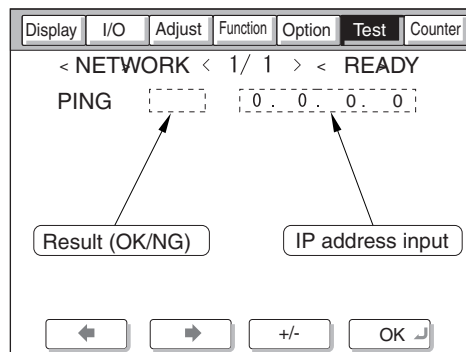 Display I/O Adjust Function Option Test Counter
< NETWORK < 1/ 1 > < READY
PING 0. 0. 0. 0
Result (OK/NG) IP address input
+/- OK